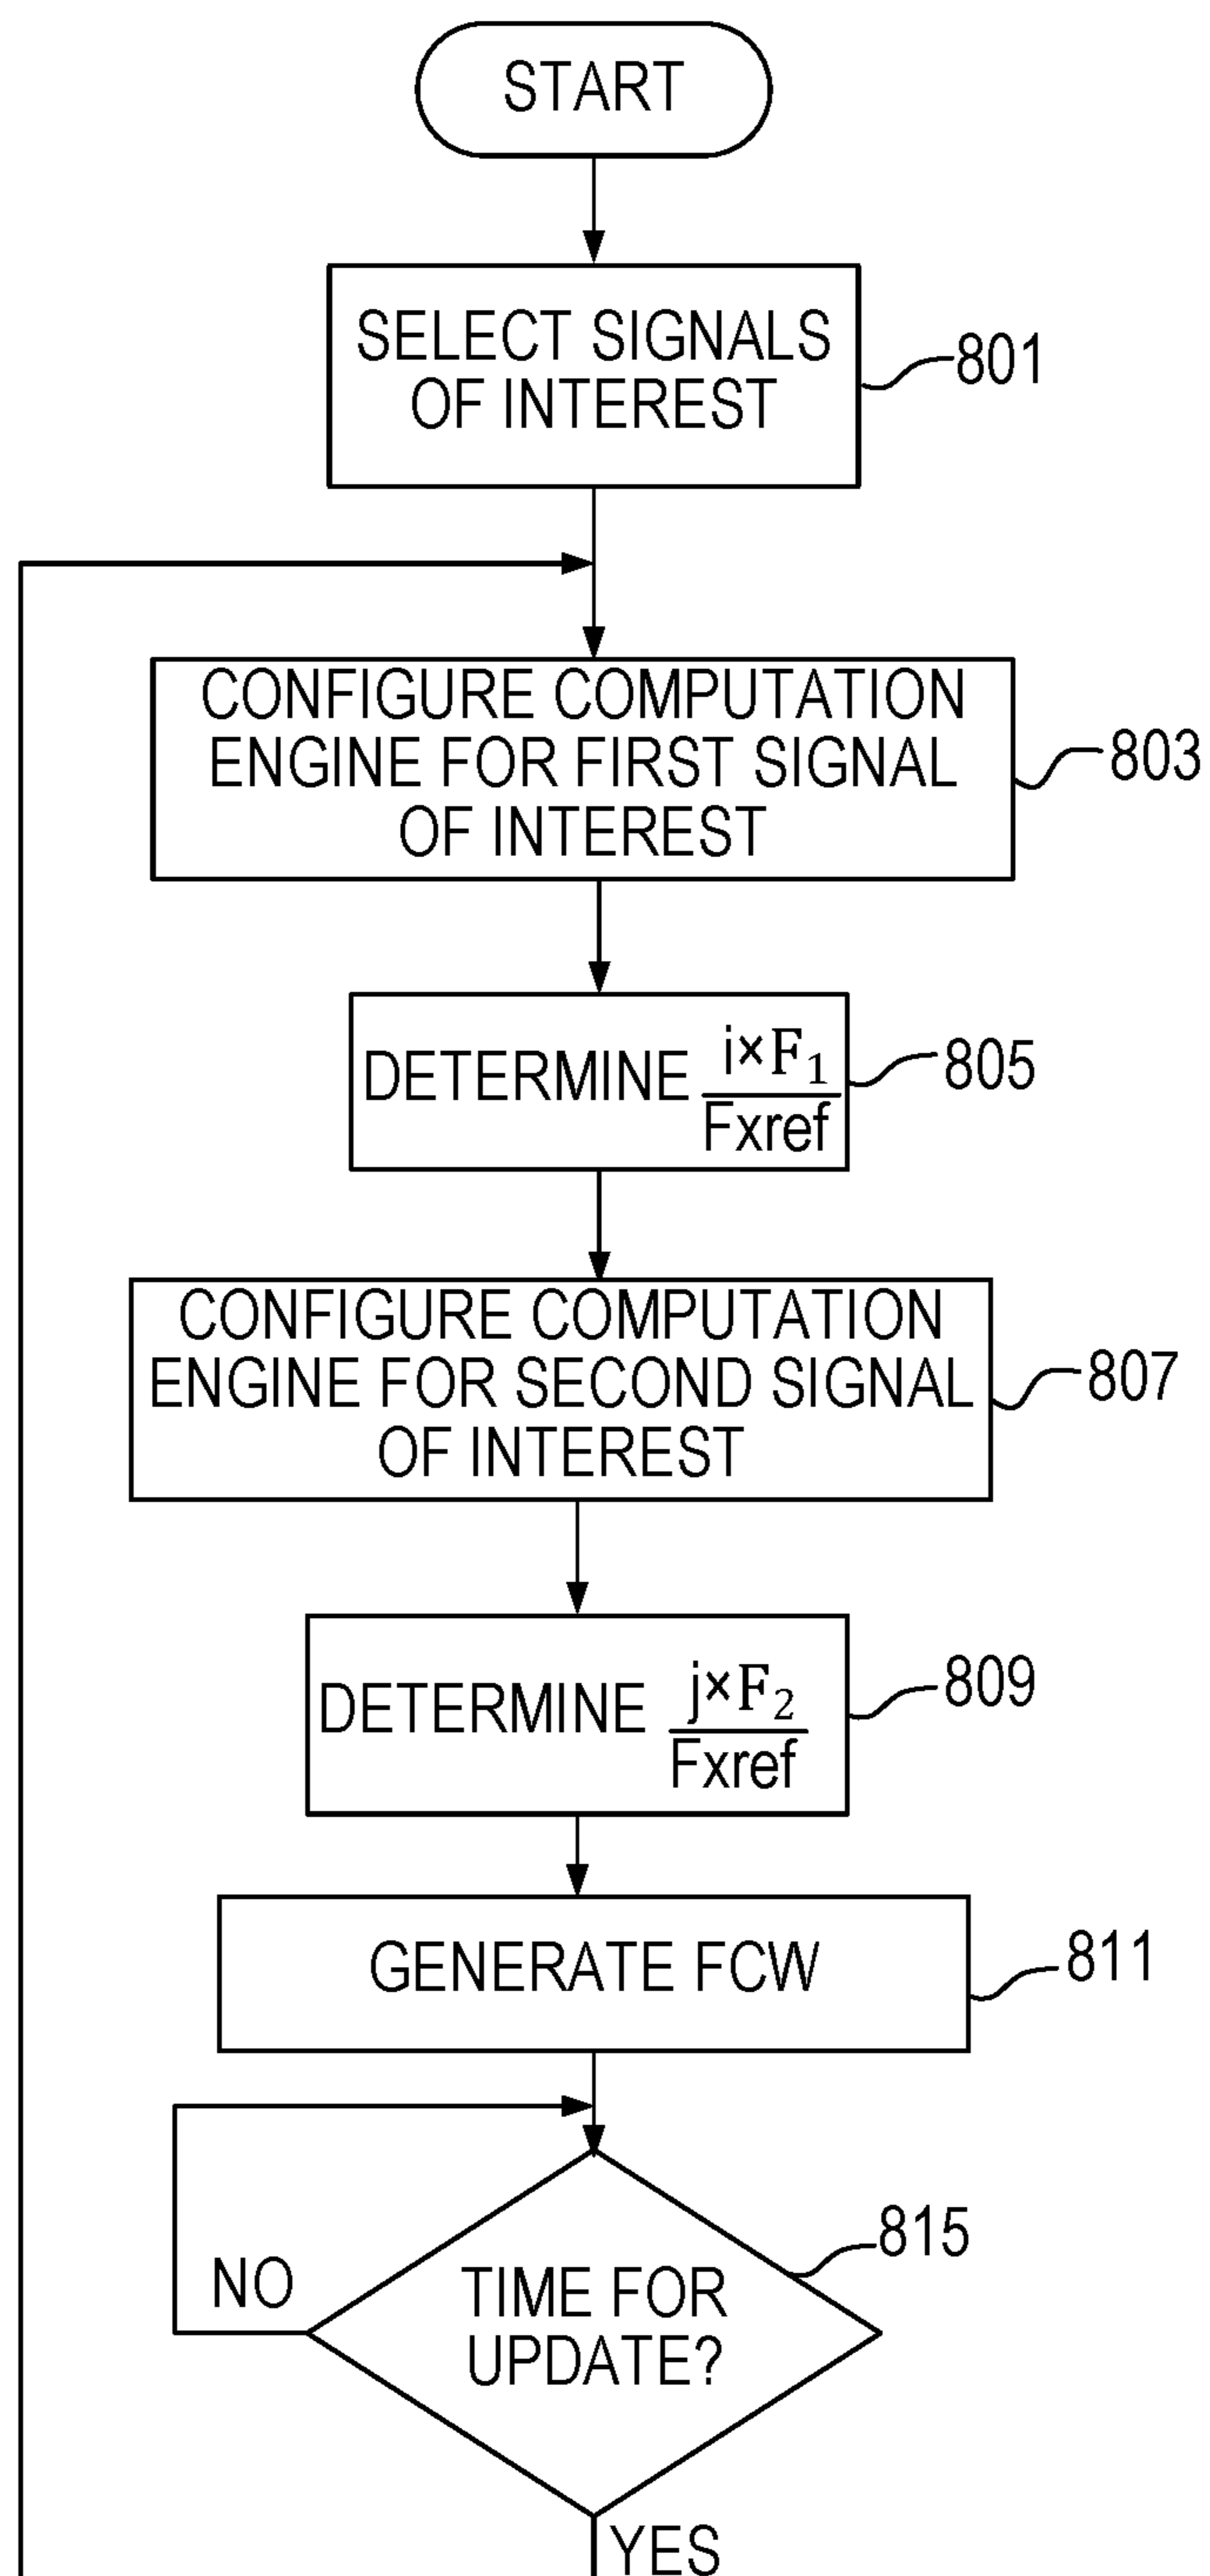 START
SELECT SIGNALS
OF INTEREST
801
CONFIGURE COMPUTATION
ENGINE FOR FIRST SIGNAL
OF INTEREST
803
DETERMINE i×F₁
Fxref
805
CONFIGURE COMPUTATION
ENGINE FOR SECOND SIGNAL
OF INTEREST
807
DETERMINE j×F₂
Fxref
809
GENERATE FCW
811
TIME FOR
UPDATE?
815
NO
YES